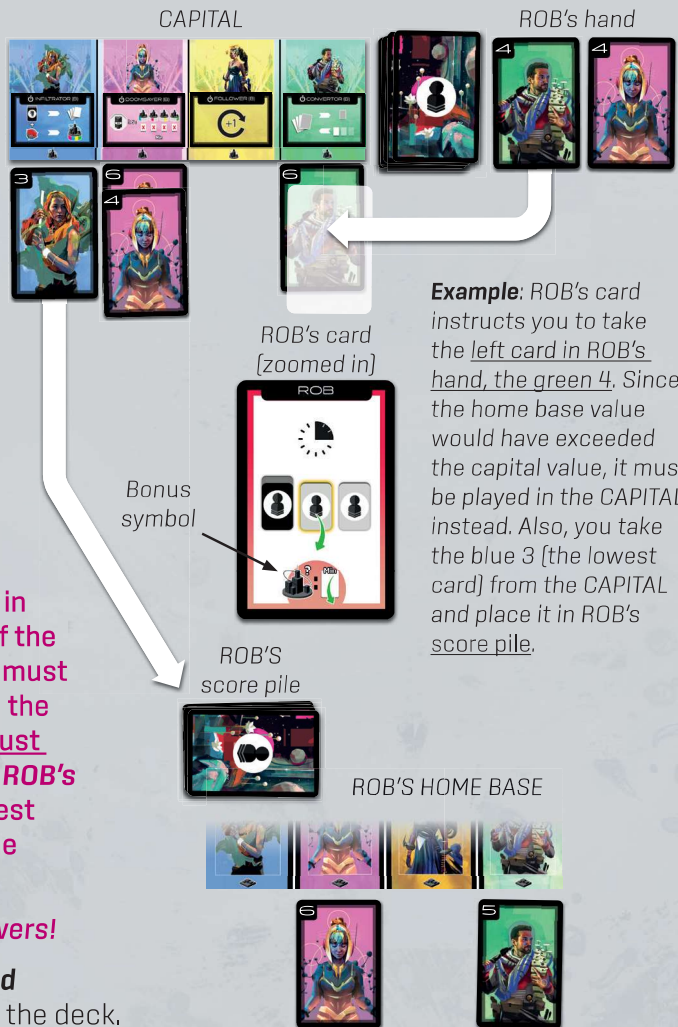 CAPITAL
ROB's hand
INFILTRATOR (B)
DOOMSAYER (B)
FOLLOWER (B)
CONVERTOR (B)
+1
4
4
3
6
4
6
Example: ROB's card
instructs you to take
the left card in ROB's
hand, the green 4. Since
the home base value
would have exceeded
the capital value, it mus
be played in the CAPITAL
instead. Also, you take
the blue 3 (the lowest
card) from the CAPITAL
and place it in ROB's
score pile.
ROB's card
(zoomed in)
ROB
Bonus
symbol
?
Min
in
f the
must
the
ust
ROB's
est
e
vers!
d
the deck.
ROB'S
score pile
ROB'S HOME BASE
6
5